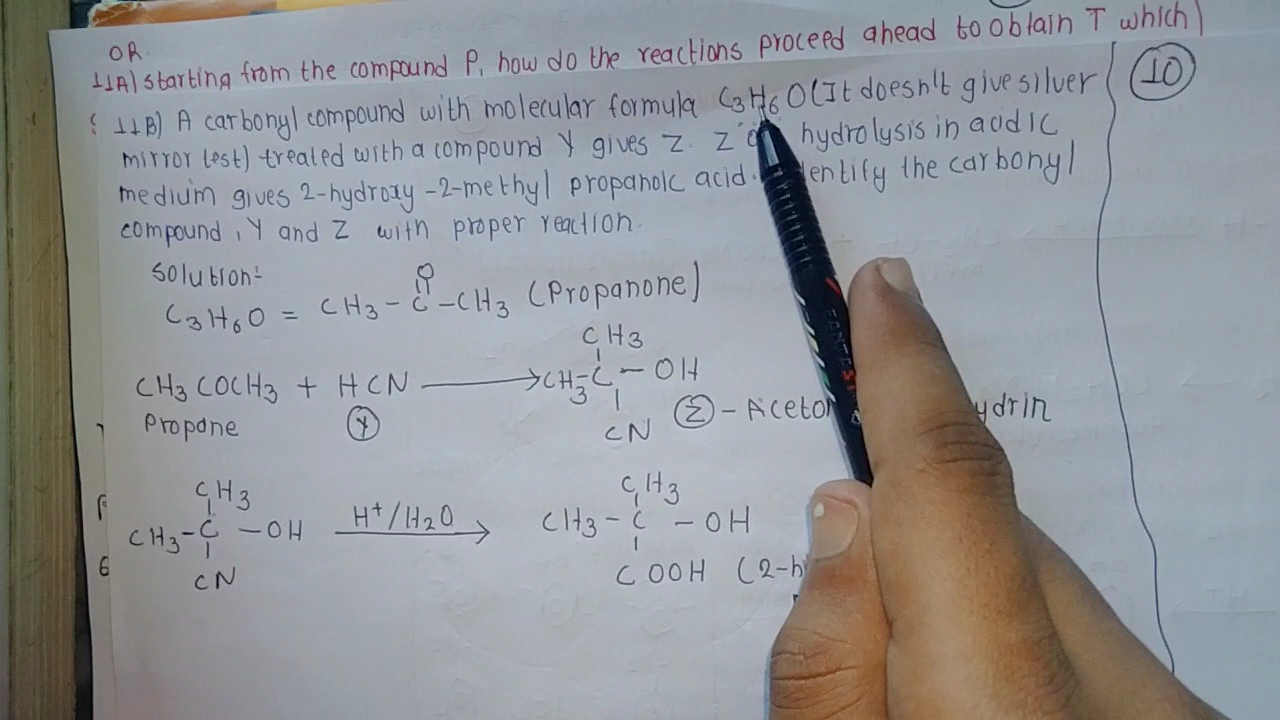 OR.
11A) starting from the compound P, how do the reactions proceed ahead to obtain T which
10
11B) A carbonyl compound with molecular formula C3H6O (It doesn't give silver
mirror test) treated with a compound Y gives Z. Z hydrolysis in acidic
medium gives 2-hydroxy-2-methyl propanoic acid. entify the carbonyl
compound, Y and Z with proper reaction.
Solution:-
C3H6O = CH3-C-CH3 (Propanone)
O
CH3COCH3 + HCN ⟶ CH3-C-OH
CH3
CN
Propane
Y
Z - Aceto ydrin
CH3
CH3-C-OH H+/H2O ⟶ CH3-C-OH
CN
CH3
COOH (2-h